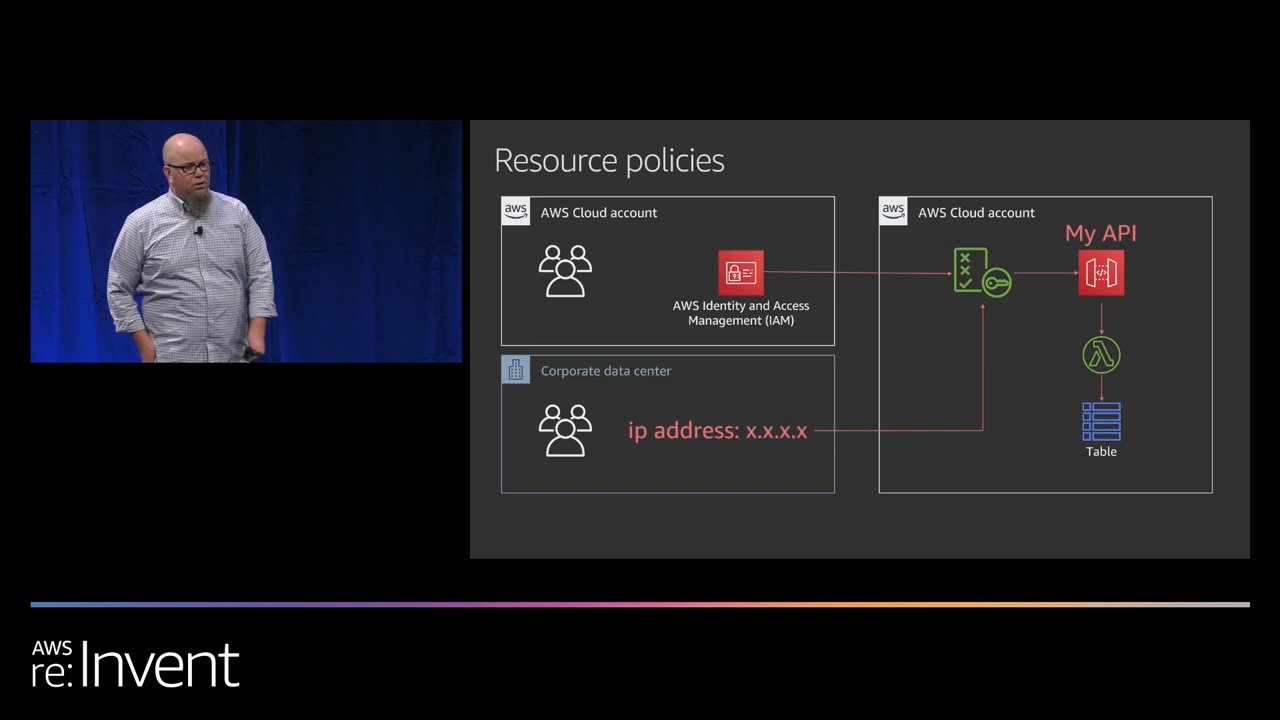 Resource policies
aws
AWS Cloud account
AWS Identity and Access
Management (IAM)
Corporate data center
ip address: x.x.x.x
aws
AWS Cloud account
My API
</>
λ
Table
AWS
re:Invent